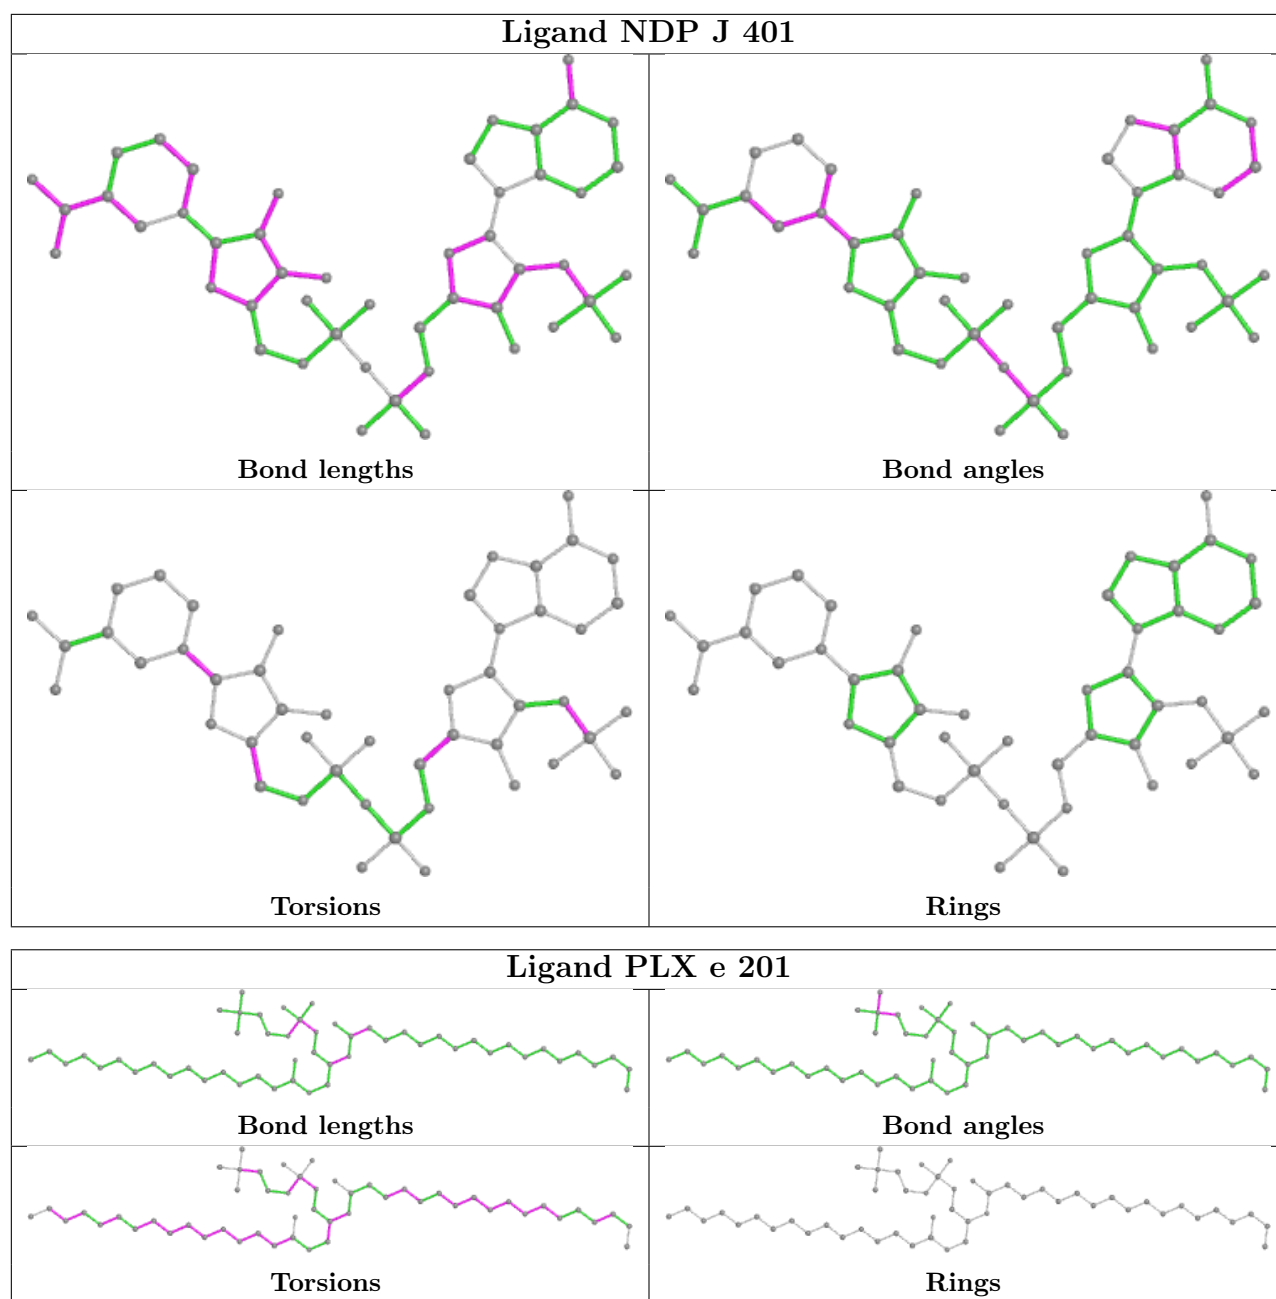 Ligand NDP J 401
Bond lengths
Bond angles
Torsions
Rings
Ligand PLX e 201
Bond lengths
Bond angles
Torsions
Rings